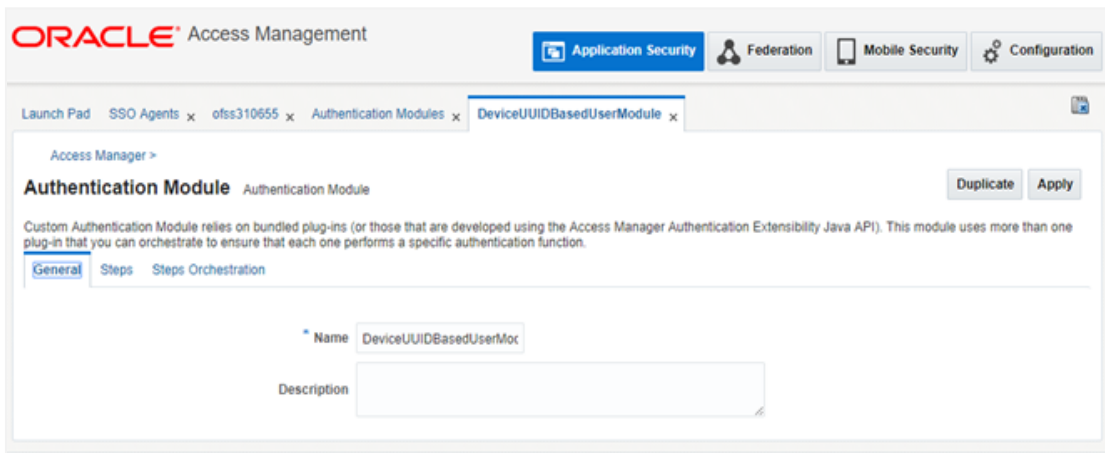 ORACLE® Access Management
Application Security Federation Mobile Security Configuration
Launch Pad SSO Agents x ofss310655 x Authentication Modules x DeviceUUIDBasedUserModule x
Access Manager >
Authentication Module Authentication Module
Duplicate Apply
Custom Authentication Module relies on bundled plug-ins (or those that are developed using the Access Manager Authentication Extensibility Java API). This module uses more than one
plug-in that you can orchestrate to ensure that each one performs a specific authentication function.
General Steps Steps Orchestration
* Name DeviceUUIDBasedUserMoc
Description